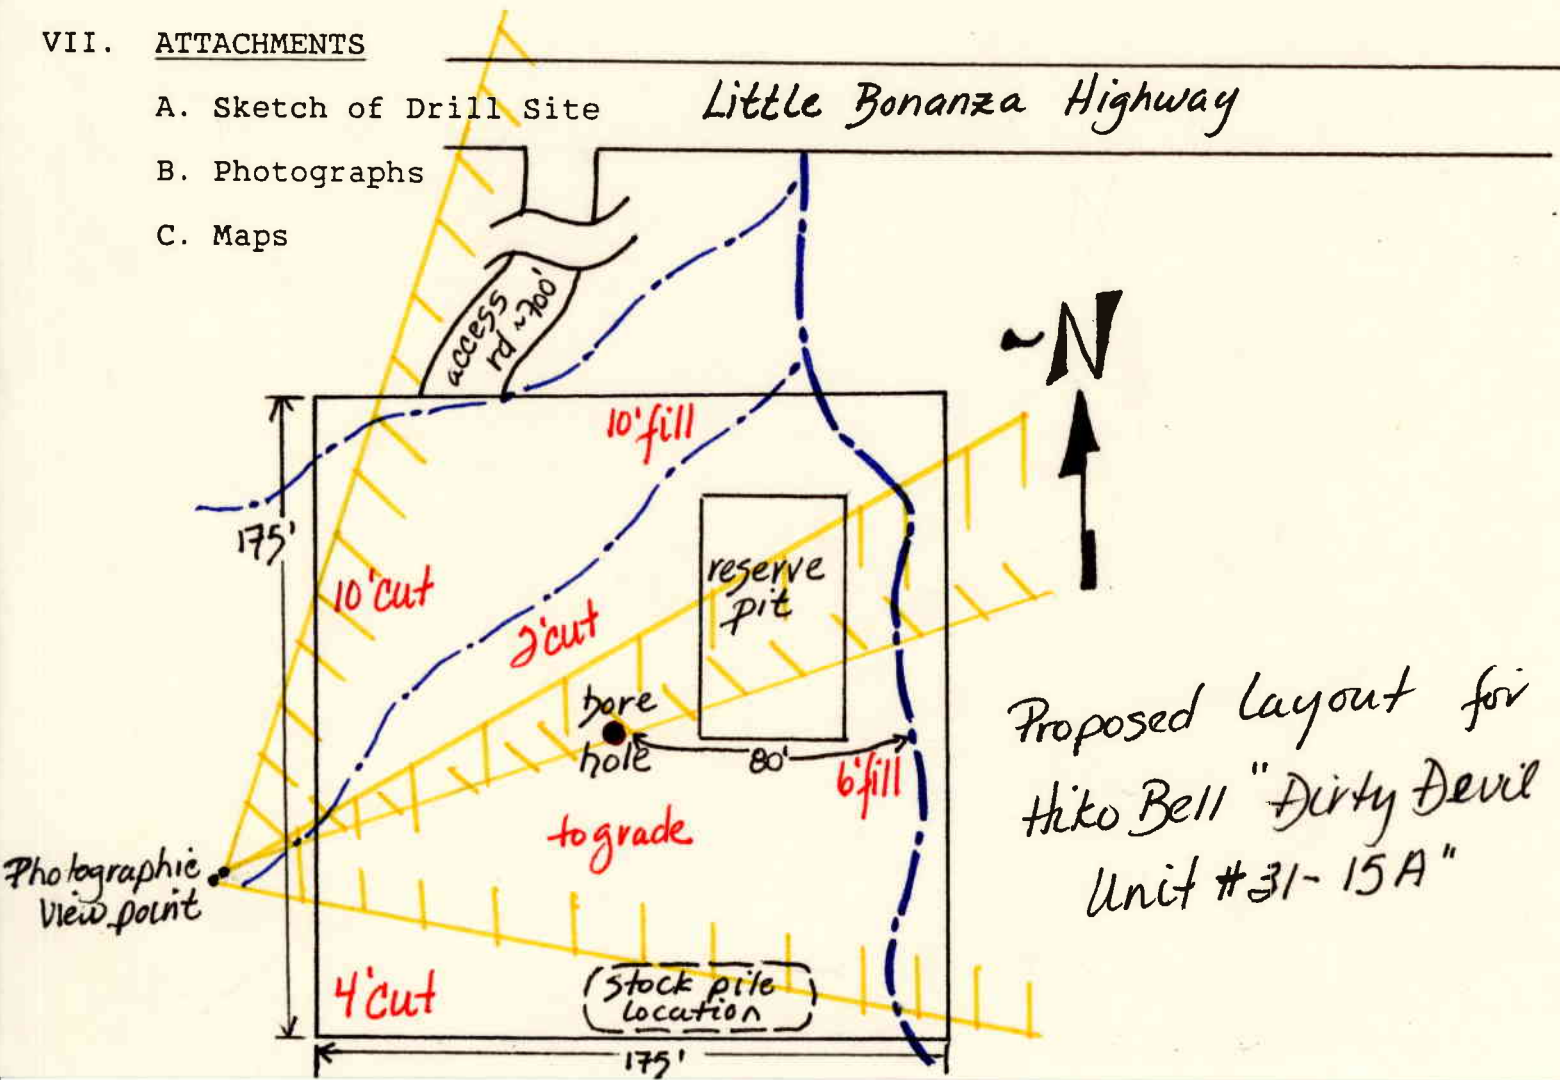 VII. ATTACHMENTS
A. Sketch of Drill Site
B. Photographs
C. Maps
Little Bonanza Highway
access
rd ~700'
~N
10' fill
175'
10' cut
2' cut
reserve
pit
bore
hole
80'
6' fill
to grade
Photographic
View point
4' cut
stock pile
location
175'
Proposed Layout for
Hiko Bell "Dirty Devil
Unit #31-15A"